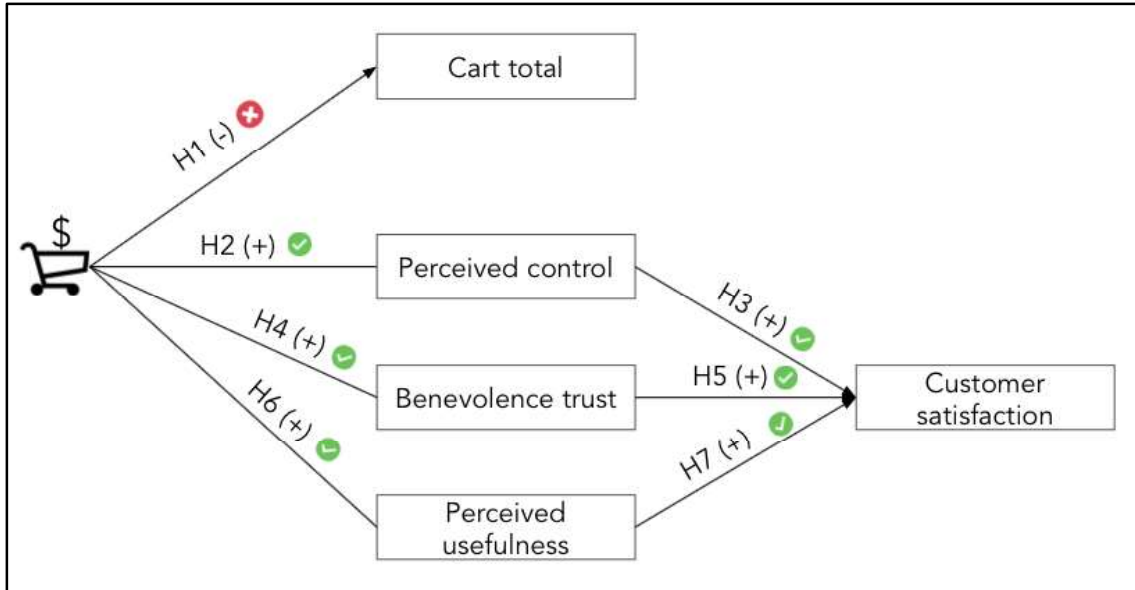 Cart total
H1 (-)
$
H2 (+)
Perceived control
H3 (+)
H4 (+)
Benevolence trust
H5 (+)
Customer
satisfaction
H6 (+)
H7 (+)
Perceived
usefulness